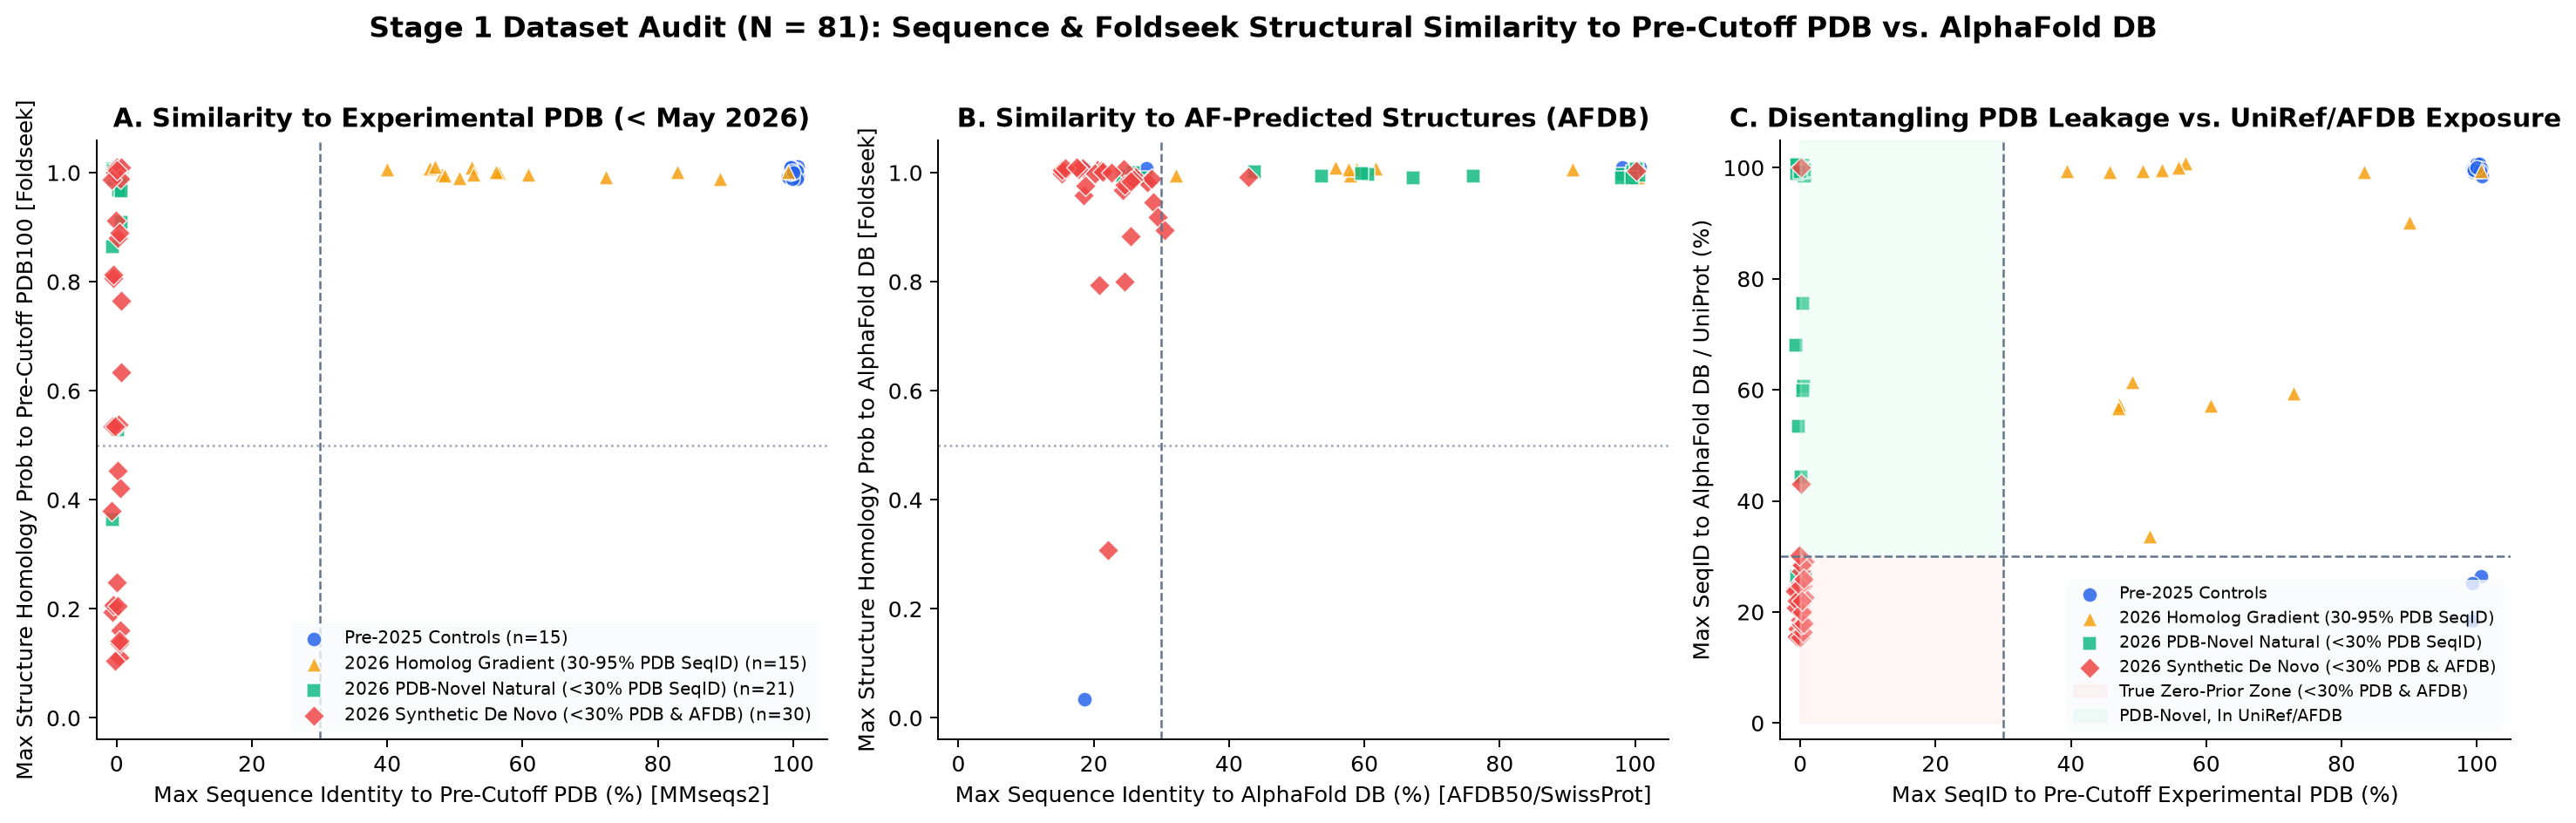 Stage 1 Dataset Audit (N = 81): Sequence & Foldseek Structural Similarity to Pre-Cutoff PDB vs. AlphaFold DB
A. Similarity to Experimental PDB (< May 2026)
Max Structure Homology Prob to Pre-Cutoff PDB100 [Foldseek]
1.0
0.8
0.6
0.4
0.2
0.0
Pre-2025 Controls (n=15)
2026 Homolog Gradient (30-95% PDB SeqID) (n=15)
2026 PDB-Novel Natural (<30% PDB SeqID) (n=21)
2026 Synthetic De Novo (<30% PDB & AFDB) (n=30)
0 20 40 60 80 100
Max Sequence Identity to Pre-Cutoff PDB (%) [MMseqs2]
B. Similarity to AF-Predicted Structures (AFDB)
Max Structure Homology Prob to AlphaFold DB [Foldseek]
1.0
0.8
0.6
0.4
0.2
0.0
0 20 40 60 80 100
Max Sequence Identity to AlphaFold DB (%) [AFDB50/SwissProt]
C. Disentangling PDB Leakage vs. UniRef/AFDB Exposure
Max SeqID to AlphaFold DB / UniProt (%)
100
80
60
40
20
0
Pre-2025 Controls
2026 Homolog Gradient (30-95% PDB SeqID)
2026 PDB-Novel Natural (<30% PDB SeqID)
2026 Synthetic De Novo (<30% PDB & AFDB)
True Zero-Prior Zone (<30% PDB & AFDB)
PDB-Novel, In UniRef/AFDB
0 20 40 60 80 100
Max SeqID to Pre-Cutoff Experimental PDB (%)